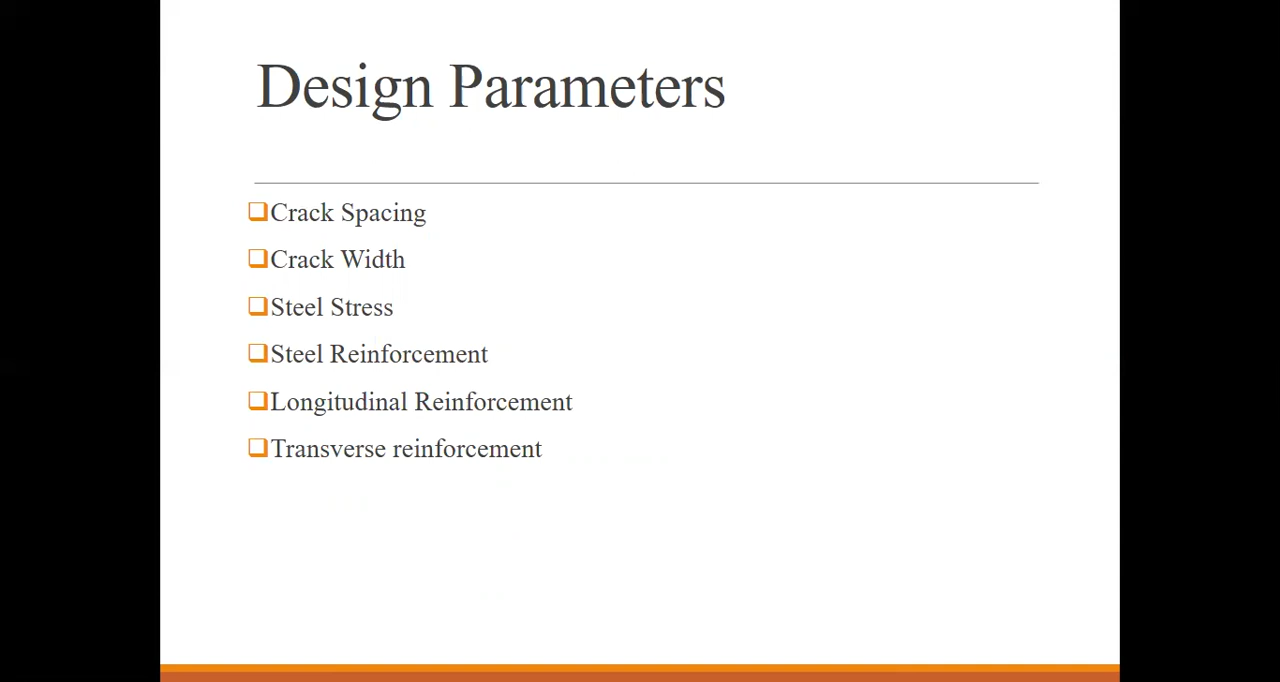 Design Parameters
Crack Spacing
Crack Width
Steel Stress
Steel Reinforcement
Longitudinal Reinforcement
Transverse reinforcement